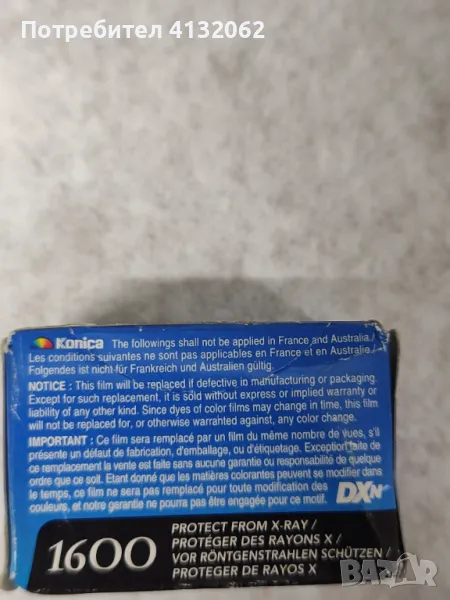 Потребител 4132062
Konica The followings shall not be applied in France and Australia./
Les conditions suivantes ne sont pas applicables en France et en Australie./
Folgendes ist nicht für Frankreich und Australien gültig.
NOTICE : This film will be replaced if defective in manufacturing or packaging.
Except for such replacement, it is sold without express or implied warranty or
liability of any other kind. Since dyes of color films may change in time, this film
will not be replaced for, or otherwise warrahted against, any color change.
IMPORTANT : Ce film sera remplacé par un film du même nombre de vues, s'il
présente un défaut de fabrication, d'emballage, ou d'étiquetage. Exception faite de
ce remplacement la vente est faite sans aucune garantie ou responsabilité de quelque
ordre que ce soit. Etant donné que les matières colorantes peuvent se modifier dans
le temps, ce film ne sera pas remplacé pour toute modification des
couleurs, et notre garantie ne pourra pas être engagée pour ce motif.
DXN
1600
PROTECT FROM X-RAY /
PROTÉGER DES RAYONS X /
VOR RÖNTGENSTRAHLEN SCHÜTZEN /
PROTEGER DE RAYOS X
BAZAR